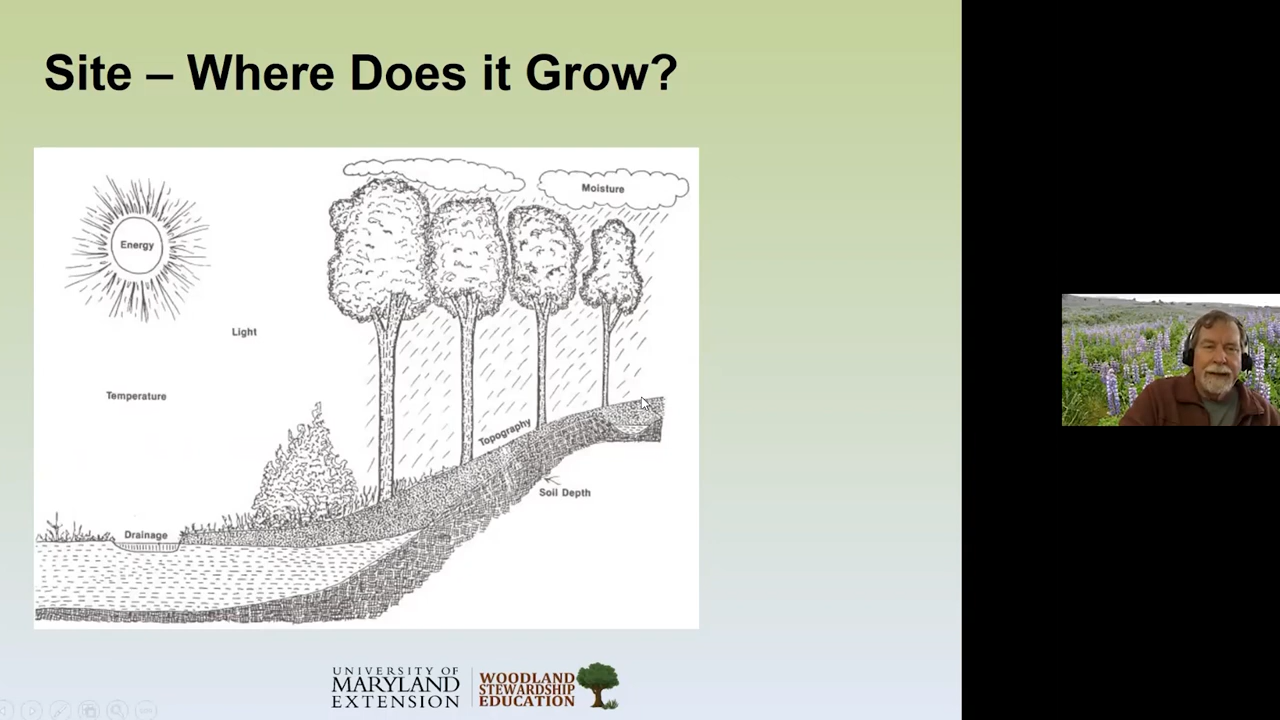 Site – Where Does it Grow?
Moisture
Energy
Light
Temperature
Topography
Soil Depth
Drainage
UNIVERSITY OF
MARYLAND
EXTENSION
WOODLAND
STEWARDSHIP
EDUCATION